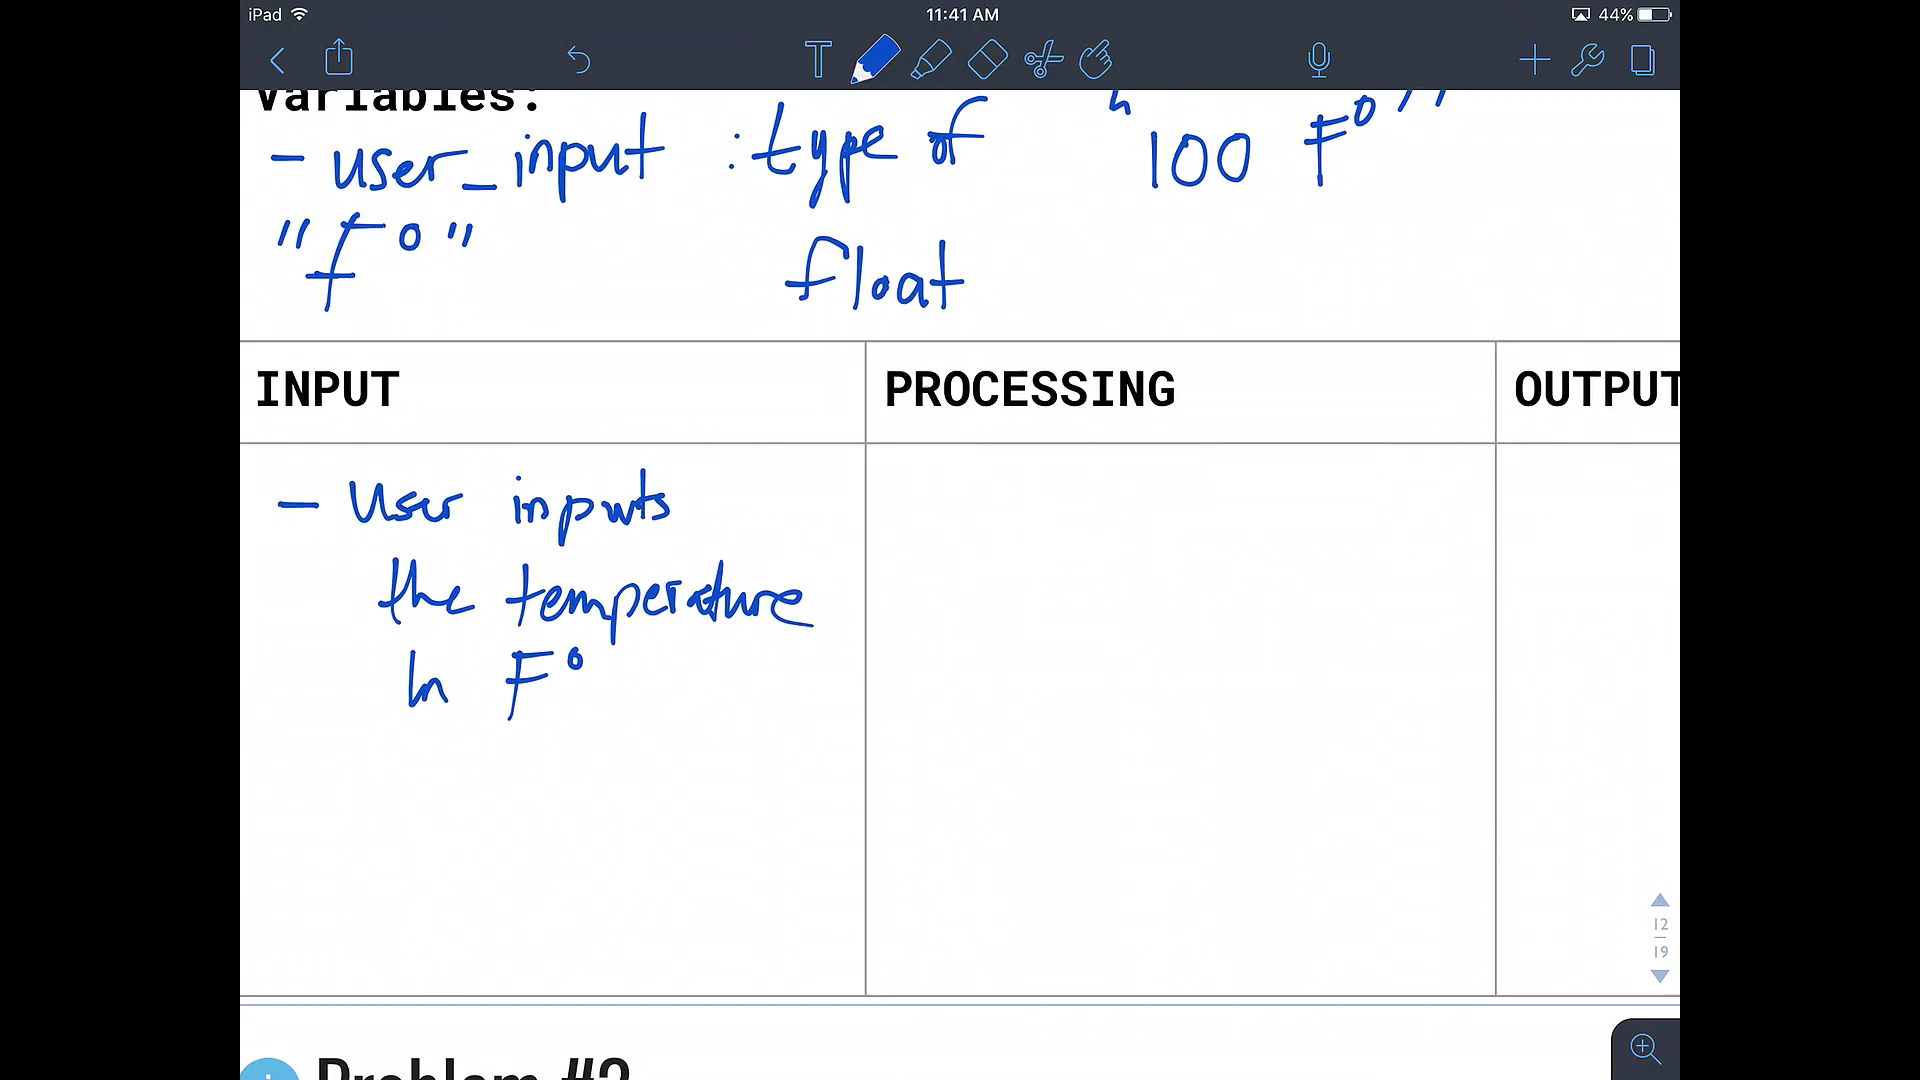 iPad 11:41 AM 44%
Variables:
- user_input : type of "100 F°"
"F°" float
INPUT PROCESSING OUTPUT
- User inputs
the temperature
in F°
12
19
Problem #2